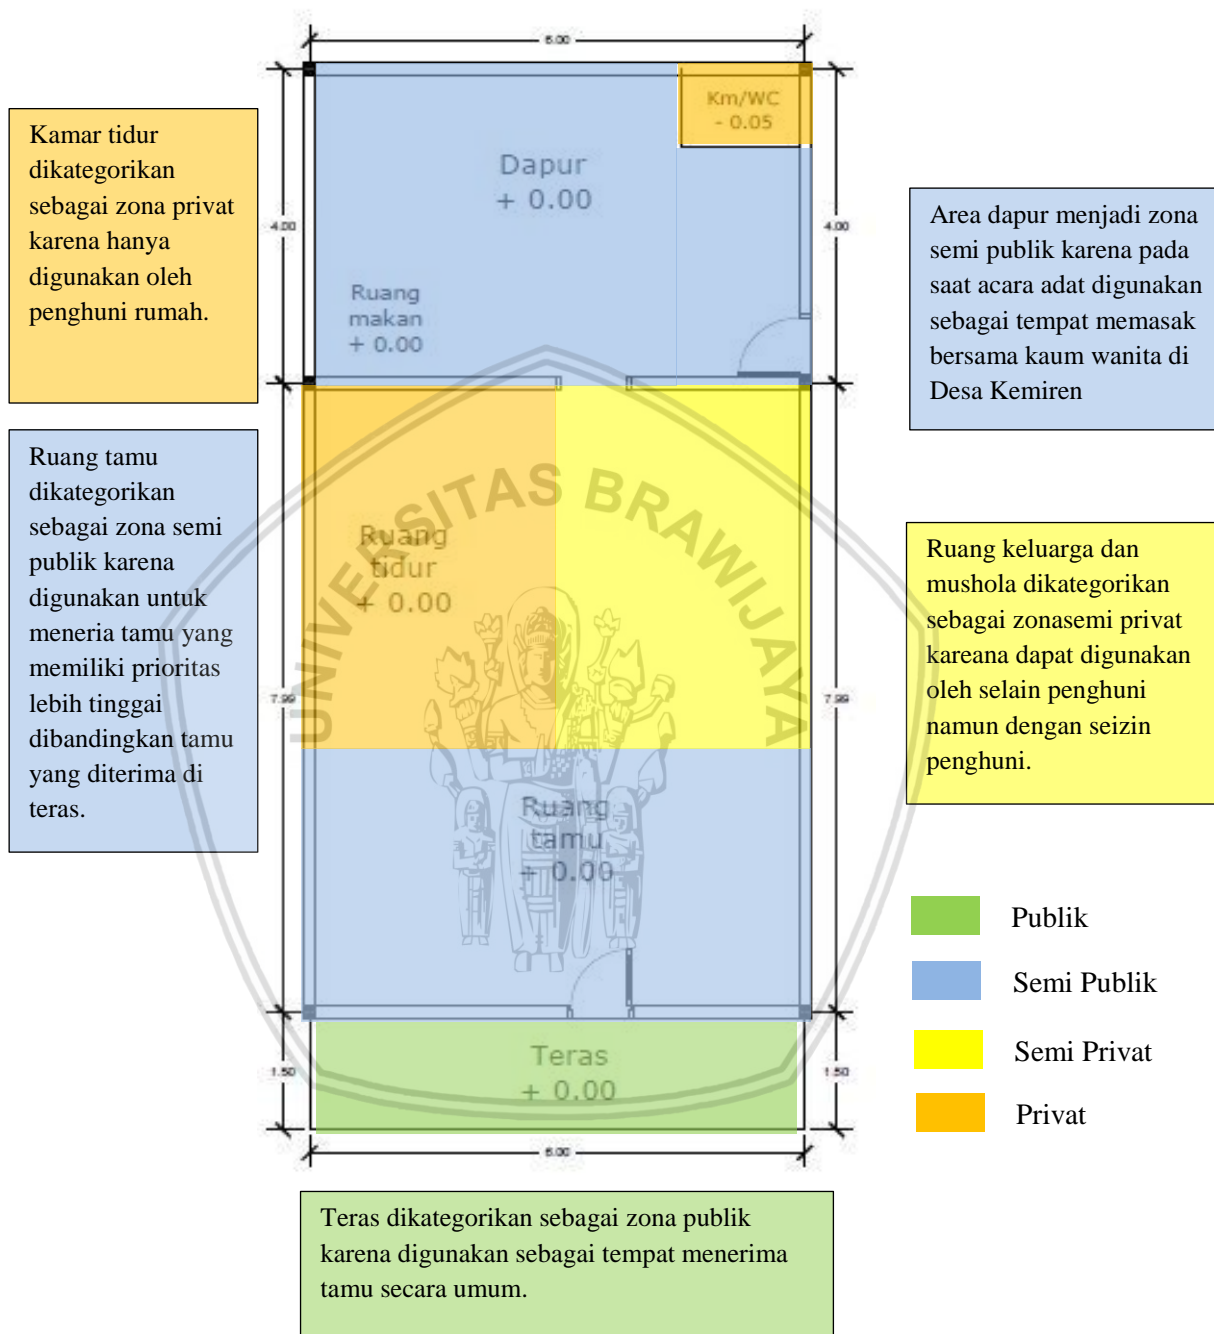 6.00
Km/WC
- 0.05
Dapur
+ 0.00
4.00
4.00
Ruang
makan
+ 0.00
Kamar tidur
dikategorikan
sebagai zona privat
karena hanya
digunakan oleh
penghuni rumah.
Area dapur menjadi zona
semi publik karena pada
saat acara adat digunakan
sebagai tempat memasak
bersama kaum wanita di
Desa Kemiren
Ruang tamu
dikategorikan
sebagai zona semi
publik karena
digunakan untuk
meneria tamu yang
memiliki prioritas
lebih tinggai
dibandingkan tamu
yang diterima di
teras.
UNIVERSITAS BRAWIJAYA
Ruang
tidur
+ 0.00
Ruang keluarga dan
mushola dikategorikan
sebagai zonasemi privat
kareana dapat digunakan
oleh selain penghuni
namun dengan seizin
penghuni.
7.99
7.99
Ruang
tamu
+ 0.00
Publik
Semi Publik
Semi Privat
Privat
Teras
+ 0.00
1.50
1.50
6.00
Teras dikategorikan sebagai zona publik
karena digunakan sebagai tempat menerima
tamu secara umum.